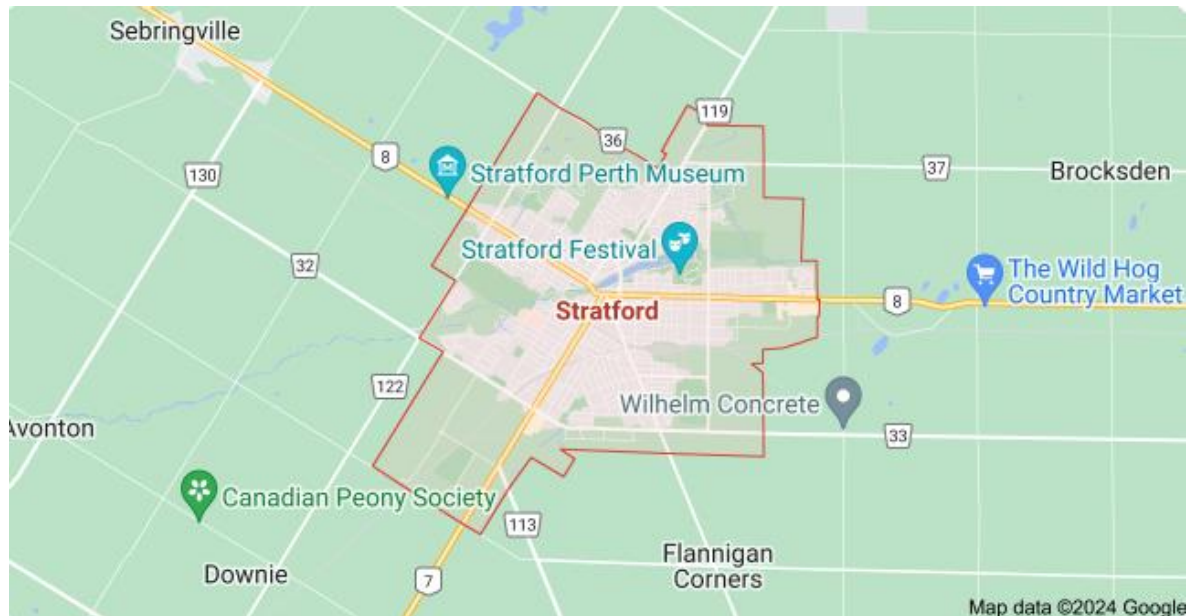 Sebringville
119
36
8
37
130
Stratford Perth Museum
Brocksden
Stratford Festival
32
The Wild Hog
Country Market
8
Stratford
122
Wilhelm Concrete
Avonton
33
Canadian Peony Society
113
Flannigan
Corners
Downie
7
Map data ©2024 Google